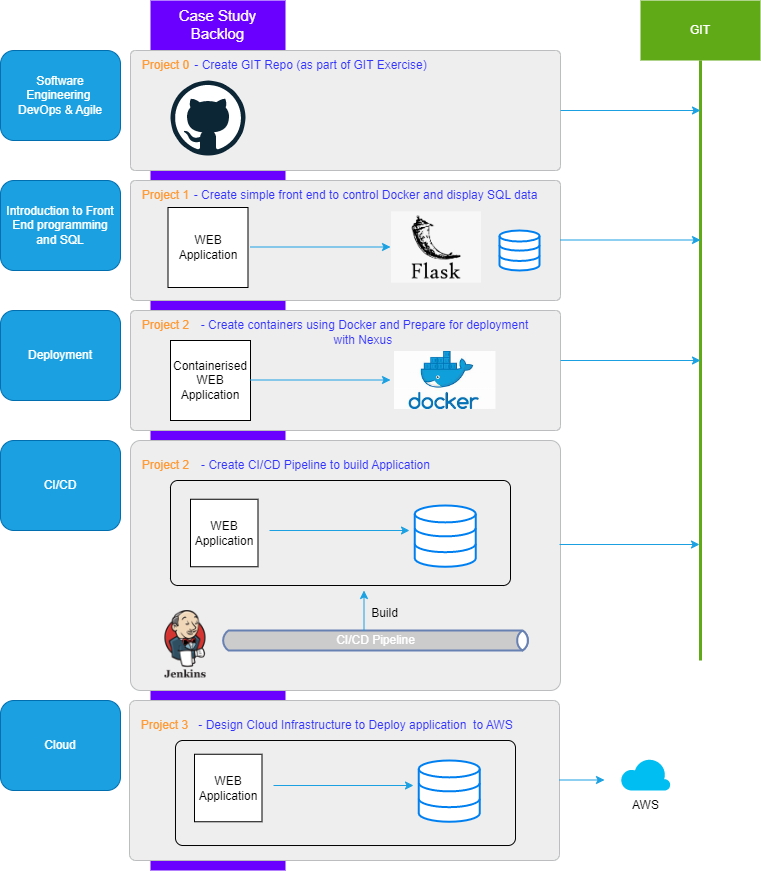 Case Study
Backlog
GIT
Software
Engineering
DevOps & Agile
Project 0 - Create GIT Repo (as part of GIT Exercise)
Introduction to Front
End programming
and SQL
Project 1 - Create simple front end to control Docker and display SQL data
WEB
Application
Flask
Deployment
Project 2 - Create containers using Docker and Prepare for deployment
with Nexus
Containerised
WEB
Application
docker
CI/CD
Project 2 - Create CI/CD Pipeline to build Application
WEB
Application
Build
CI/CD Pipeline
Jenkins
Cloud
Project 3 - Design Cloud Infrastructure to Deploy application to AWS
WEB
Application
AWS